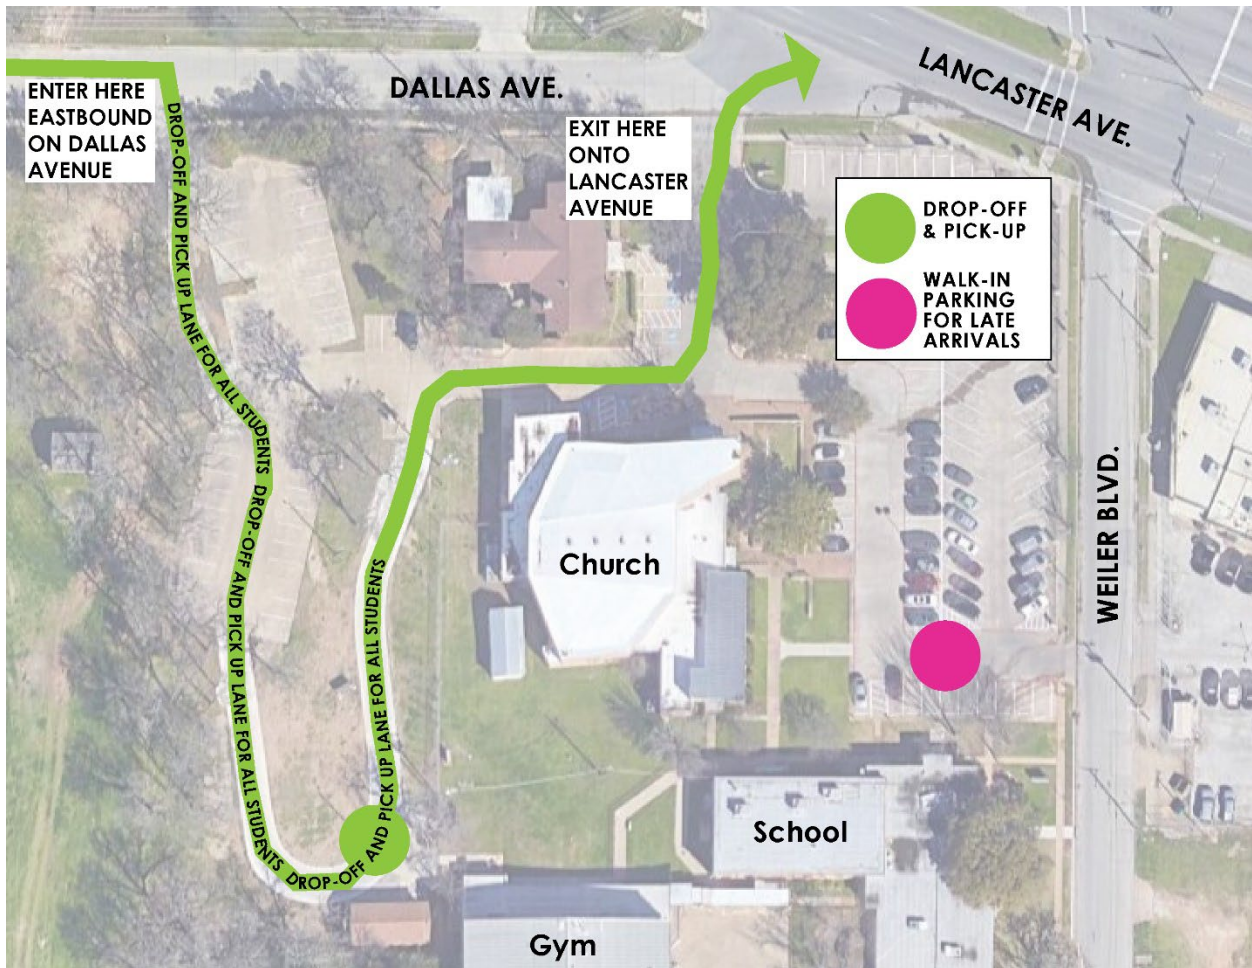 ENTER HERE
EASTBOUND
ON DALLAS
AVENUE
DALLAS AVE.
LANCASTER AVE.
EXIT HERE
ONTO
LANCASTER
AVENUE
DROP-OFF
& PICK-UP
WALK-IN
PARKING
FOR LATE
ARRIVALS
DROP-OFF AND PICK UP LANE FOR ALL STUDENTS DROP-OFF AND PICK UP LANE FOR ALL STUDENTS DROP-OFF AND PICK UP LANE FOR ALL STUDENTS
WEILER BLVD.
Church
School
Gym